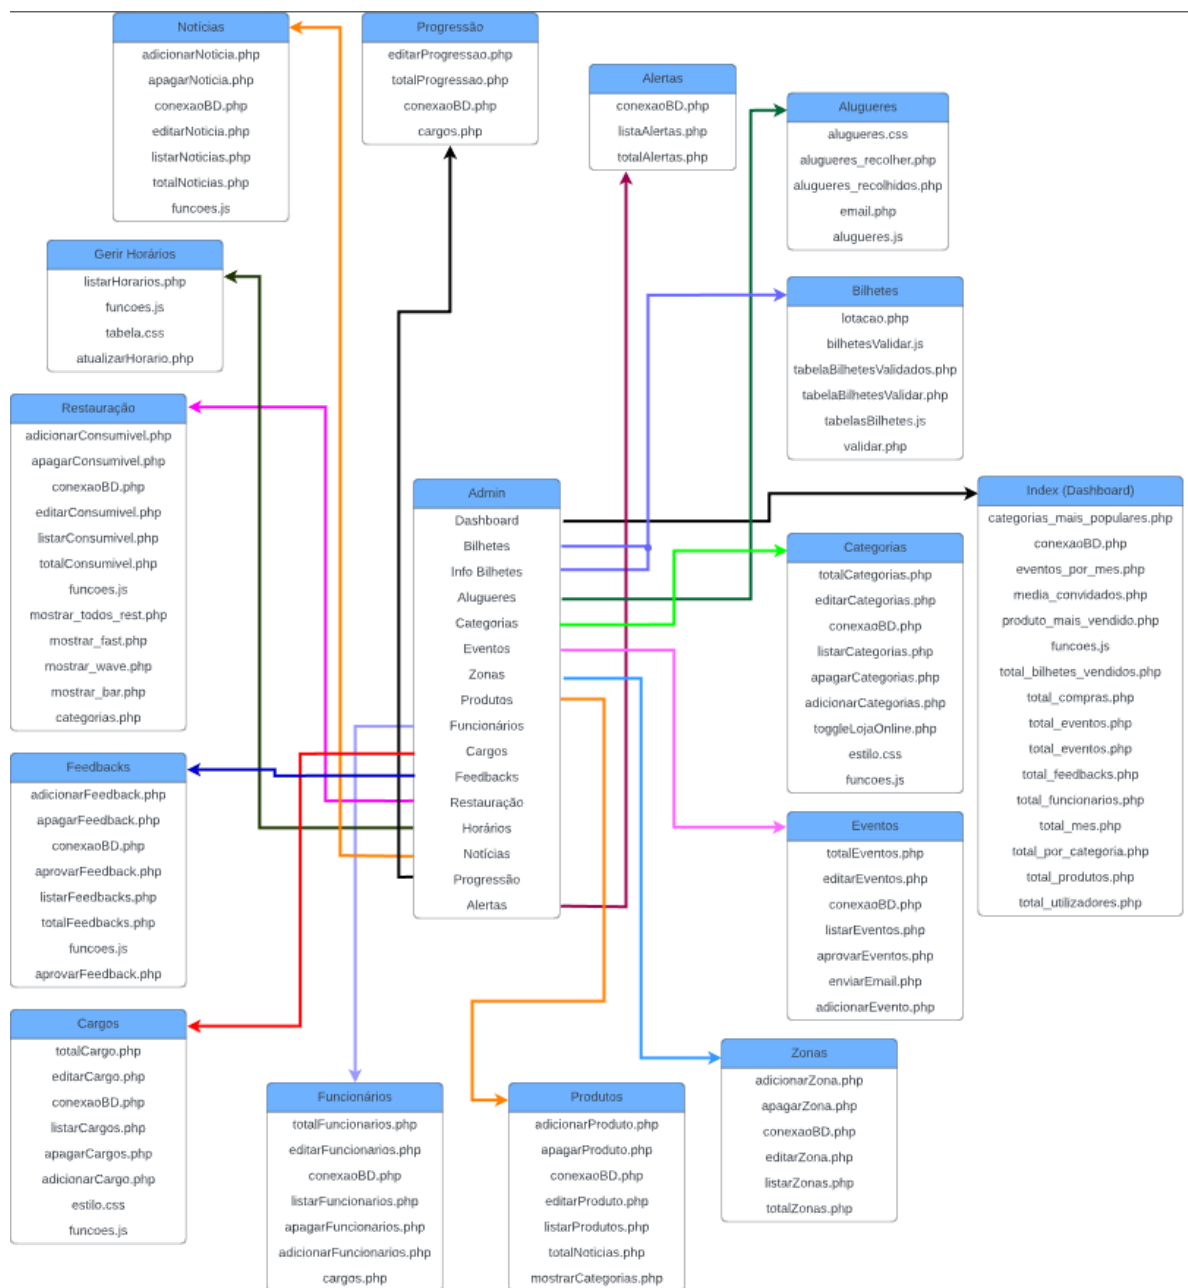 Notícias
adicionarNoticia.php
apagarNoticia.php
conexaoBD.php
editarNoticia.php
listarNoticias.php
totalNoticias.php
funcoes.js
Progressão
editarProgressao.php
totalProgressao.php
conexaoBD.php
cargos.php
Alertas
conexaoBD.php
listaAlertas.php
totalAlertas.php
Alugueres
alugueres.css
alugueres_recolher.php
alugueres_recolhidos.php
email.php
alugueres.js
Gerir Horários
listarHorarios.php
funcoes.js
tabela.css
atualizarHorario.php
Bilhetes
lotacao.php
bilhetesValidar.js
tabelaBilhetesValidados.php
tabelaBilhetesValidar.php
tabelasBilhetes.js
validar.php
Restauração
adicionarConsumivel.php
apagarConsumivel.php
conexaoBD.php
editarConsumivel.php
listarConsumivel.php
totalConsumivel.php
funcoes.js
mostrar_todos_rest.php
mostrar_fast.php
mostrar_wave.php
mostrar_bar.php
categorias.php
Admin
Dashboard
Bilhetes
Info Bilhetes
Alugueres
Categorias
Eventos
Zonas
Produtos
Funcionários
Cargos
Feedbacks
Restauração
Horários
Notícias
Progressão
Alertas
Index (Dashboard)
categorias_mais_populares.php
conexaoBD.php
eventos_por_mes.php
media_convidados.php
produto_mais_vendido.php
funcoes.js
total_bilhetes_vendidos.php
total_compras.php
total_eventos.php
total_eventos.php
total_feedbacks.php
total_funcionarios.php
total_mes.php
total_por_categoria.php
total_produtos.php
total_utilizadores.php
Categorias
totalCategorias.php
editarCategorias.php
conexaoBD.php
listarCategorias.php
apagarCategorias.php
adicionarCategorias.php
toggleLojaOnline.php
estilo.css
funcoes.js
Feedbacks
adicionarFeedback.php
apagarFeedback.php
conexaoBD.php
aprovarFeedback.php
listarFeedbacks.php
totalFeedbacks.php
funcoes.js
aprovarFeedback.php
Eventos
totalEventos.php
editarEventos.php
conexaoBD.php
listarEventos.php
aprovarEventos.php
enviarEmail.php
adicionarEvento.php
Cargos
totalCargo.php
editarCargo.php
conexaoBD.php
listarCargos.php
apagarCargos.php
adicionarCargo.php
estilo.css
funcoes.js
Funcionários
totalFuncionarios.php
editarFuncionarios.php
conexaoBD.php
listarFuncionarios.php
apagarFuncionarios.php
adicionarFuncionarios.php
cargos.php
Produtos
adicionarProduto.php
apagarProduto.php
conexaoBD.php
editarProduto.php
listarProdutos.php
totalNoticias.php
mostrarCategorias.php
Zonas
adicionarZona.php
apagarZona.php
conexaoBD.php
editarZona.php
listarZonas.php
totalZonas.php